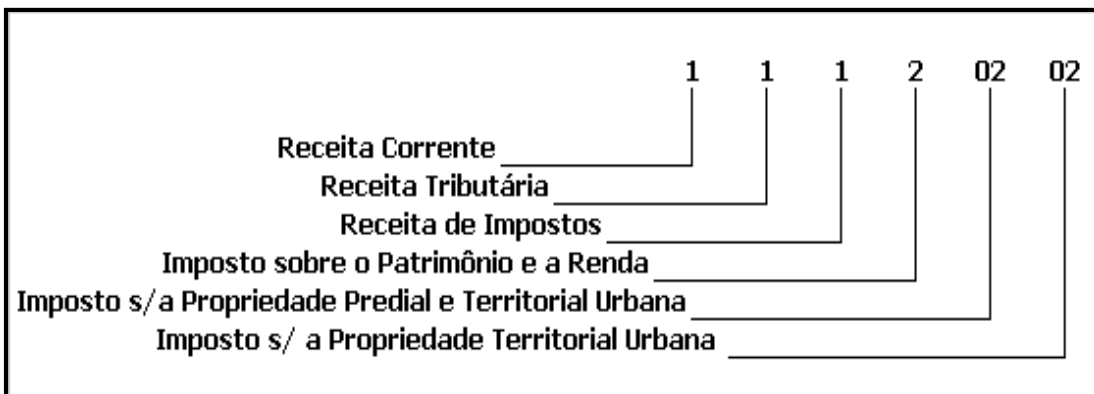 1 1 1 2 02 02
Receita Corrente
Receita Tributária
Receita de Impostos
Imposto sobre o Patrimônio e a Renda
Imposto s/a Propriedade Predial e Territorial Urbana
Imposto s/ a Propriedade Territorial Urbana